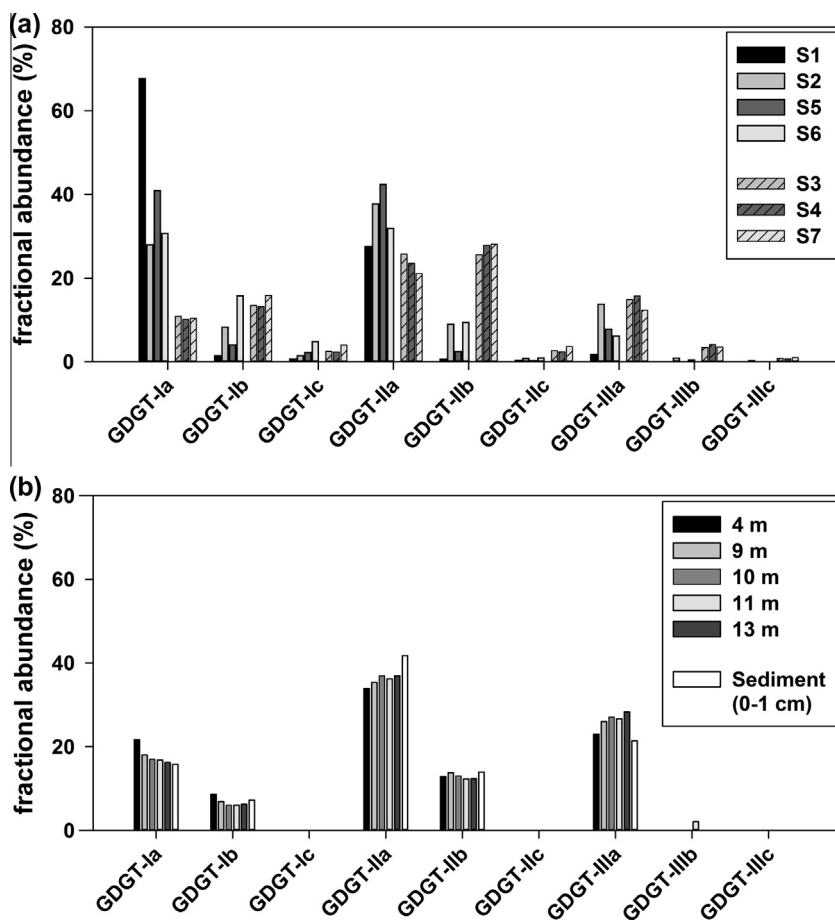 (a)
fractional abundance (%)
80
60
40
20
0
S1
S2
S5
S6
S3
S4
S7
GDGT-Ia
GDGT-Ib
GDGT-Ic
GDGT-IIa
GDGT-IIb
GDGT-IIc
GDGT-IIIa
GDGT-IIIb
GDGT-IIIc
(b)
fractional abundance (%)
80
60
40
20
0
4 m
9 m
10 m
11 m
13 m
Sediment
(0-1 cm)
GDGT-Ia
GDGT-Ib
GDGT-Ic
GDGT-IIa
GDGT-IIb
GDGT-IIc
GDGT-IIIa
GDGT-IIIb
GDGT-IIIc